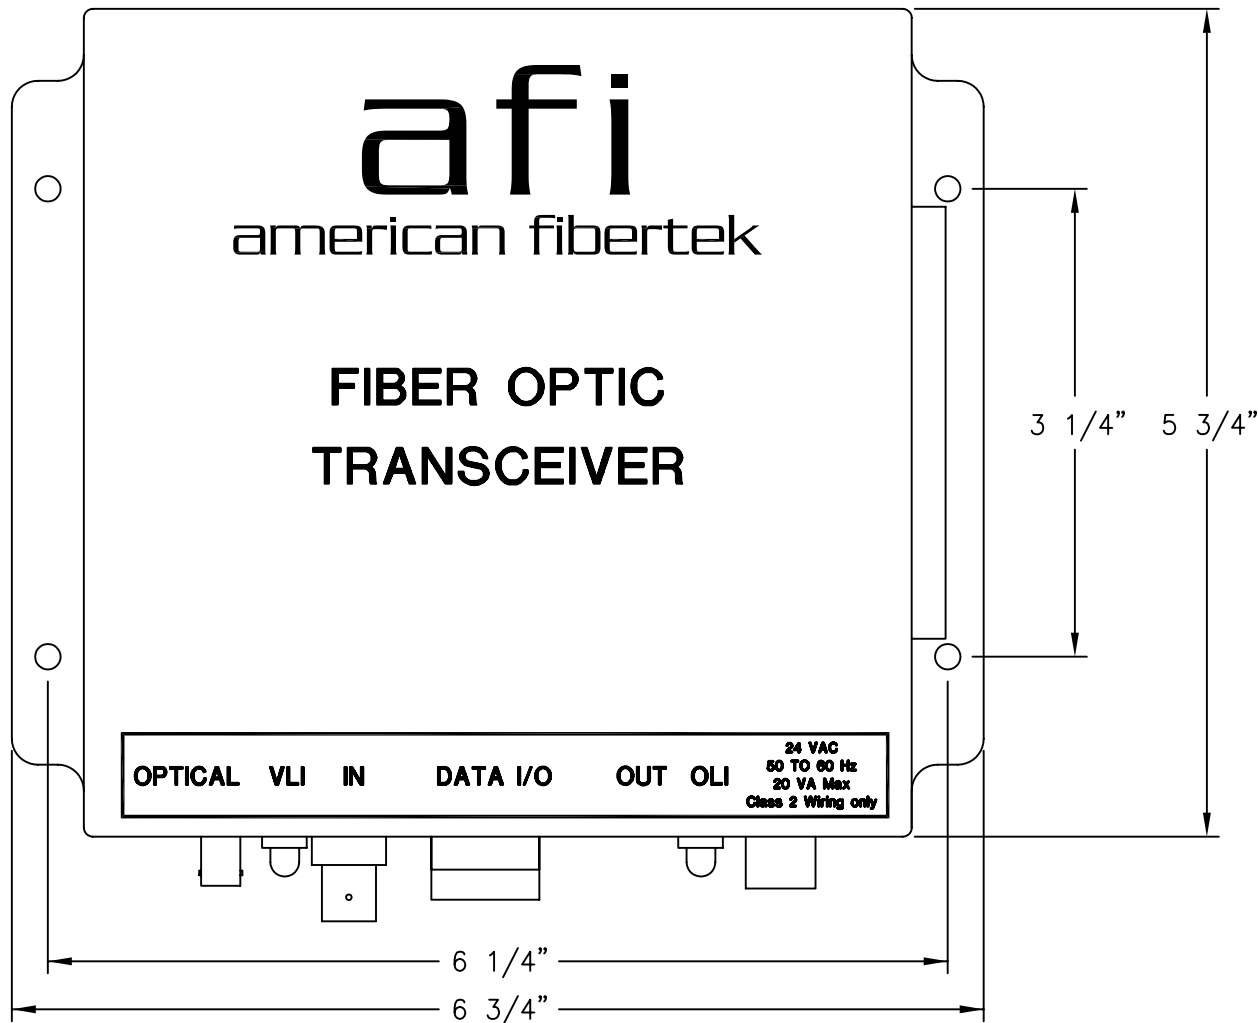 afi
american fibertek
FIBER OPTIC
TRANSCEIVER
3 1/4”
5 3/4”
OPTICAL VLI IN DATA I/O OUT OLI
24 VAC
50 TO 60 Hz
20 VA Max
Class 2 Wiring only
6 1/4”
6 3/4”